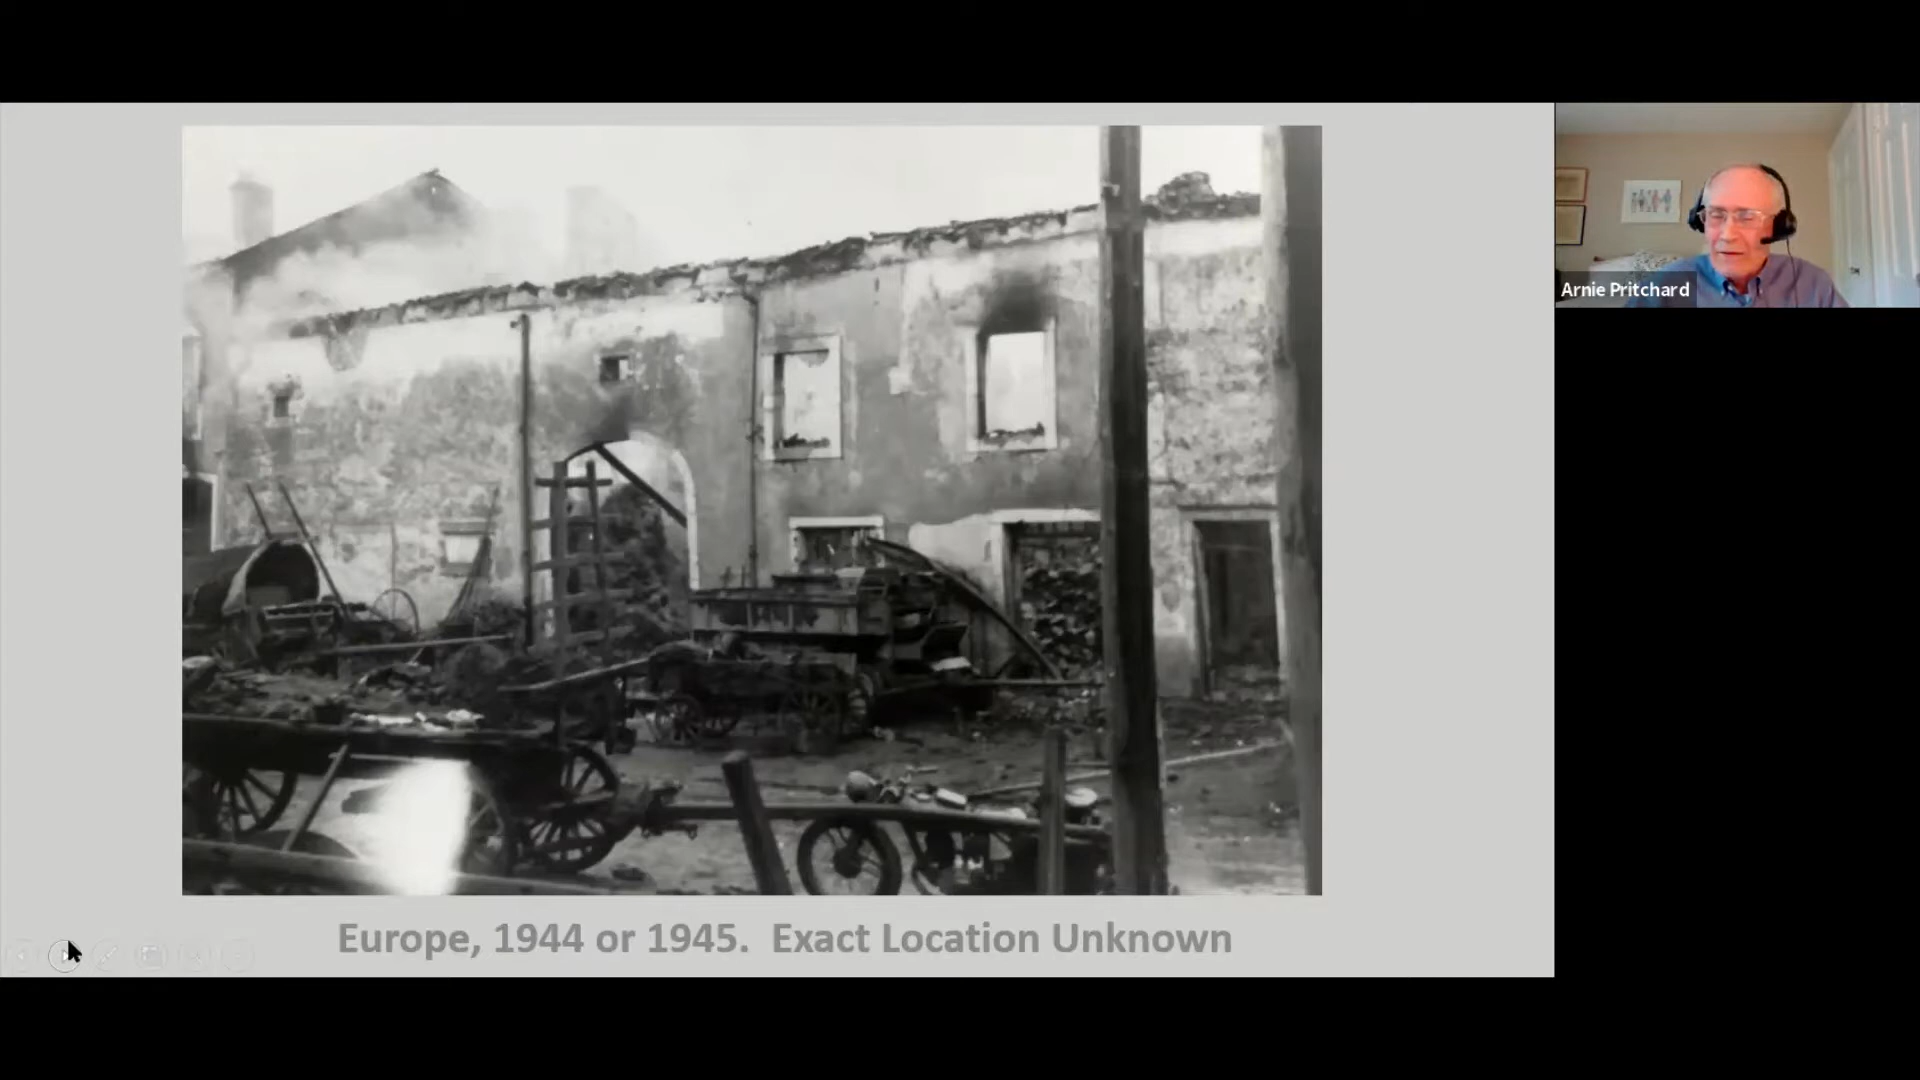 Arnie Pritchard
Europe, 1944 or 1945. Exact Location Unknown